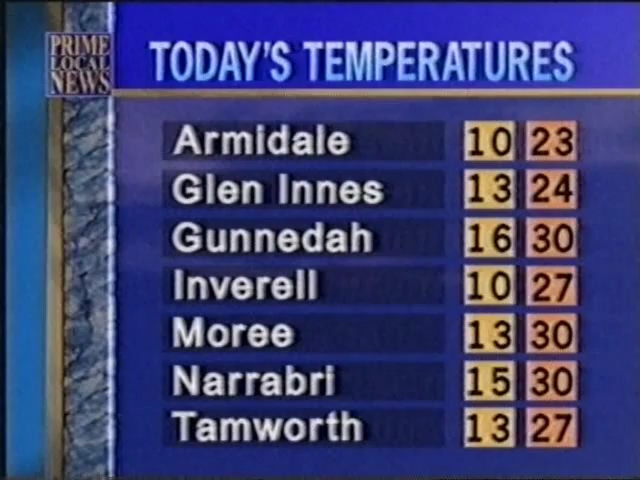 PRIME
LOCAL
NEWS
TODAY'S TEMPERATURES
Armidale 10 23
Glen Innes 13 24
Gunnedah 16 30
Inverell 10 27
Moree 13 30
Narrabri 15 30
Tamworth 13 27